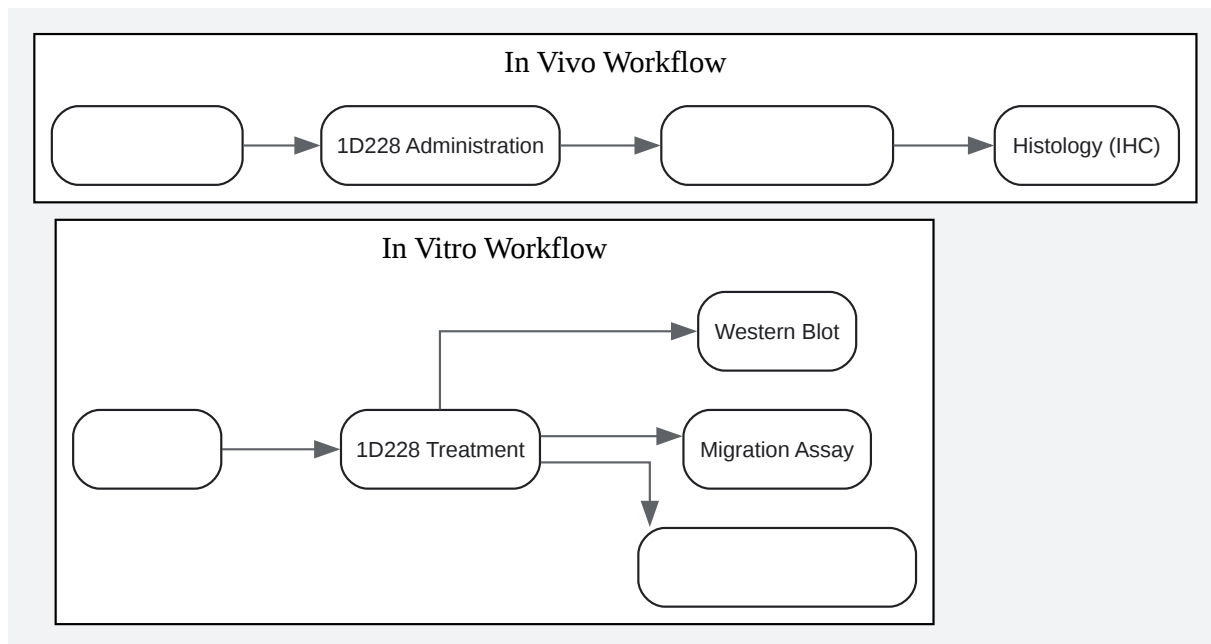 In Vivo Workflow
1D228 Administration
Histology (IHC)
In Vitro Workflow
Western Blot
1D228 Treatment
Migration Assay